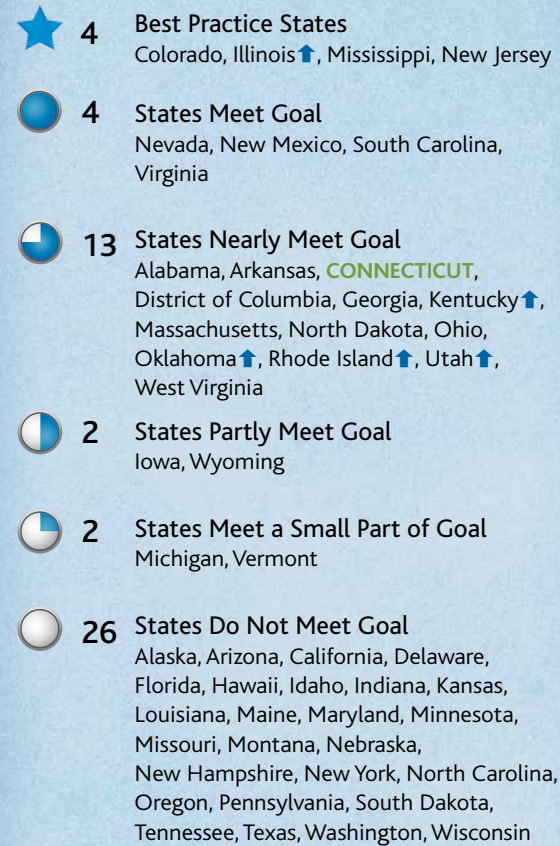 4 Best Practice States
Colorado, Illinois⬆, Mississippi, New Jersey
4 States Meet Goal
Nevada, New Mexico, South Carolina,
Virginia
13 States Nearly Meet Goal
Alabama, Arkansas, CONNECTICUT,
District of Columbia, Georgia, Kentucky⬆,
Massachusetts, North Dakota, Ohio,
Oklahoma⬆, Rhode Island⬆, Utah⬆,
West Virginia
2 States Partly Meet Goal
Iowa, Wyoming
2 States Meet a Small Part of Goal
Michigan, Vermont
26 States Do Not Meet Goal
Alaska, Arizona, California, Delaware,
Florida, Hawaii, Idaho, Indiana, Kansas,
Louisiana, Maine, Maryland, Minnesota,
Missouri, Montana, Nebraska,
New Hampshire, New York, North Carolina,
Oregon, Pennsylvania, South Dakota,
Tennessee, Texas, Washington, Wisconsin